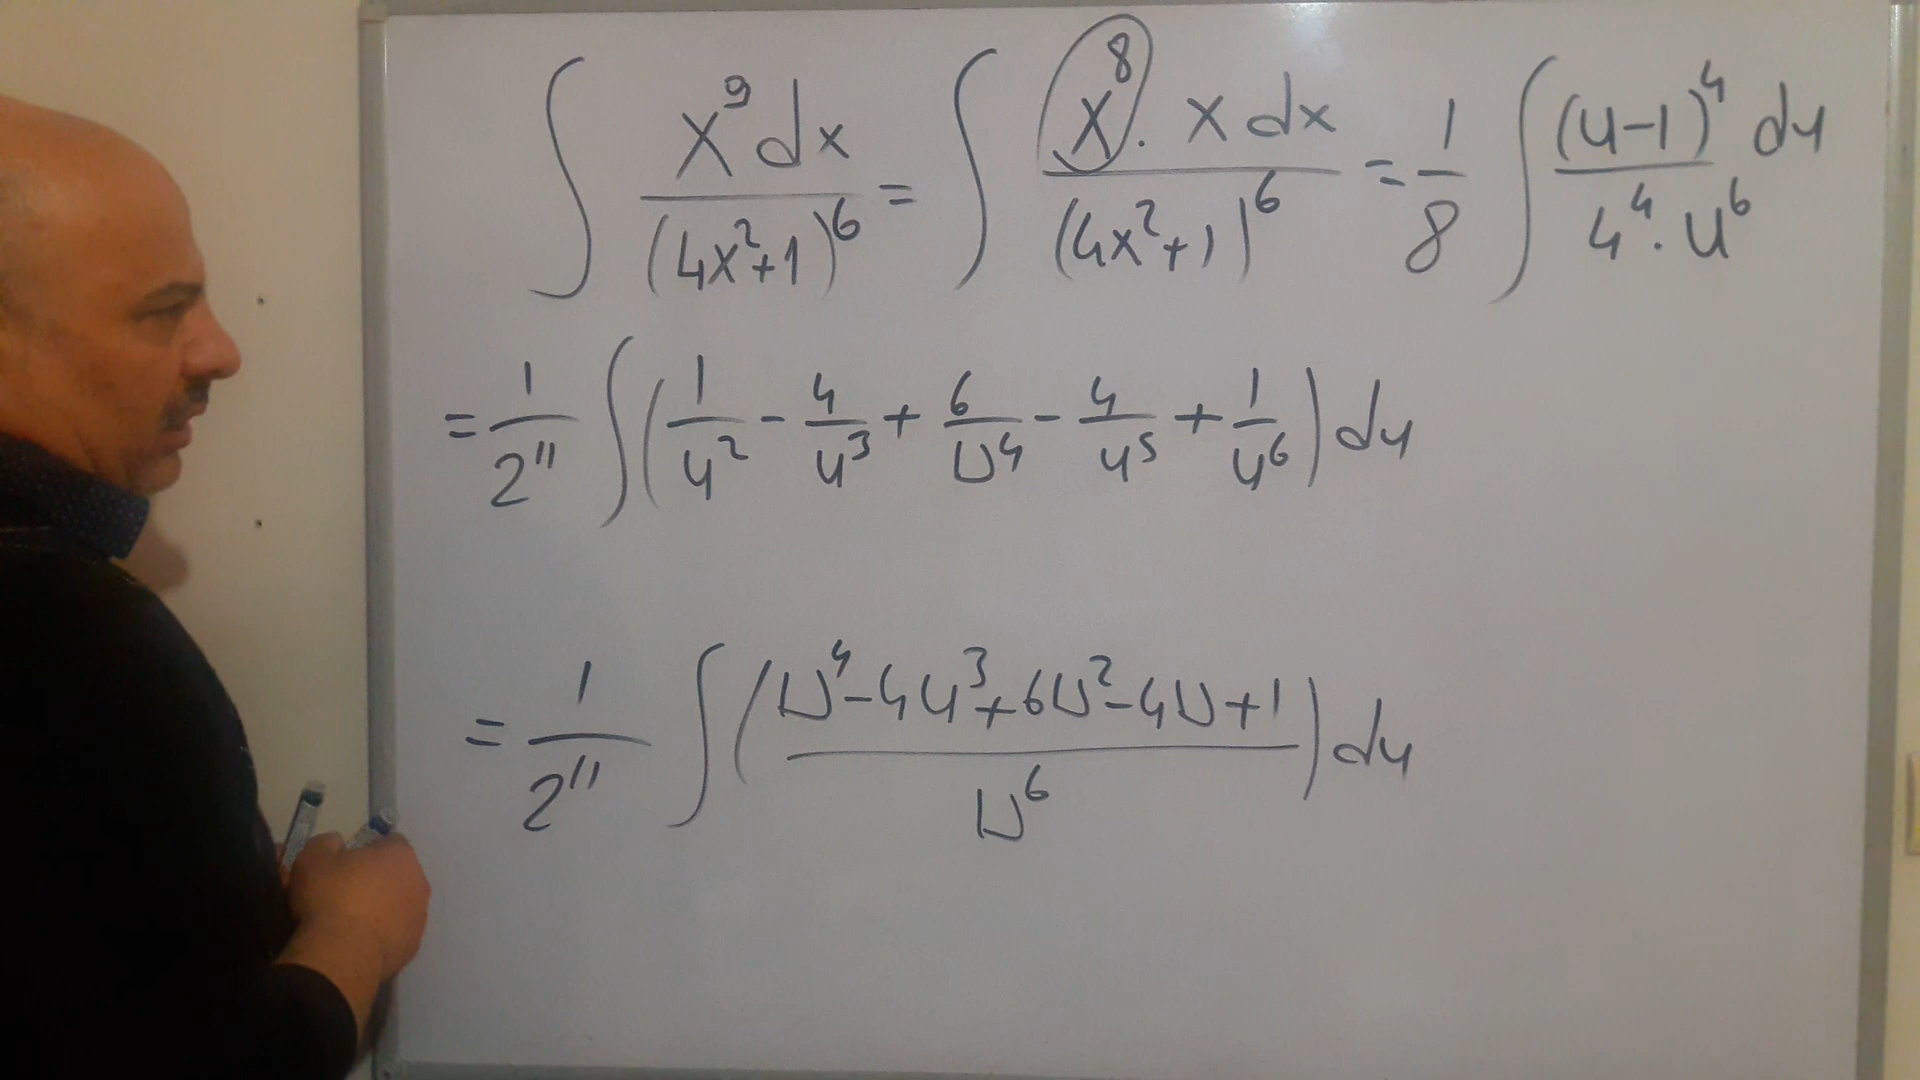 ∫ x⁹dx / (4x²+1)⁶ = ∫ x⁸ · x dx / (4x²+1)⁶ = 1/8 ∫ (u-1)⁴ du / 4⁴ · u⁶
= 1/2¹¹ ∫ (1/u² - 4/u³ + 6/u⁴ - 4/u⁵ + 1/u⁶) du
= 1/2¹¹ ∫ (u⁴-4u³+6u²-4u+1 / u⁶) du